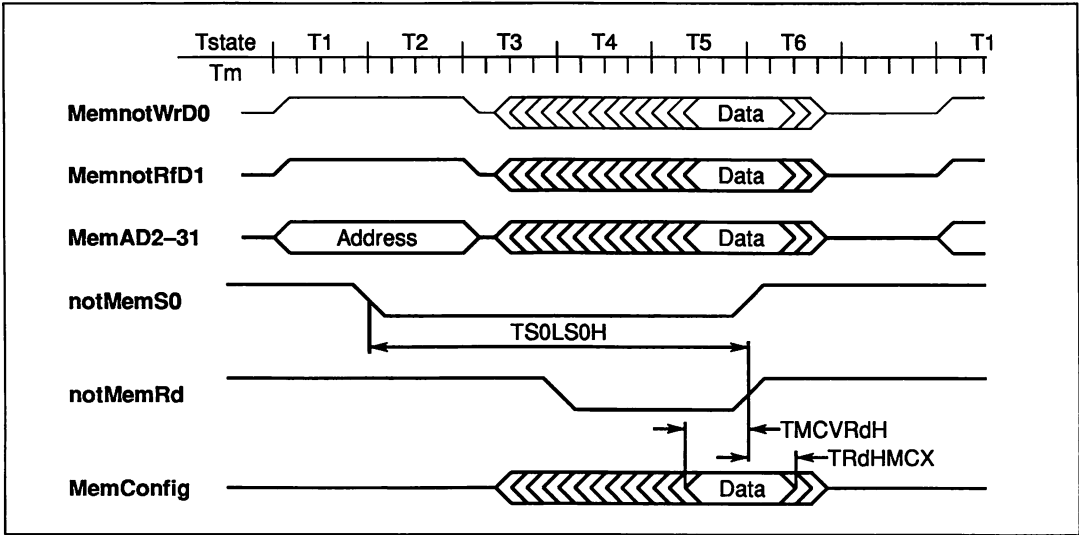 Tstate T1 T2 T3 T4 T5 T6 T1
Tm
MemnotWrD0 Data
MemnotRfD1 Data
MemAD2–31 Address Data
notMemS0
TS0LS0H
notMemRd
TMCVRdH
TRdHMCX
MemConfig Data